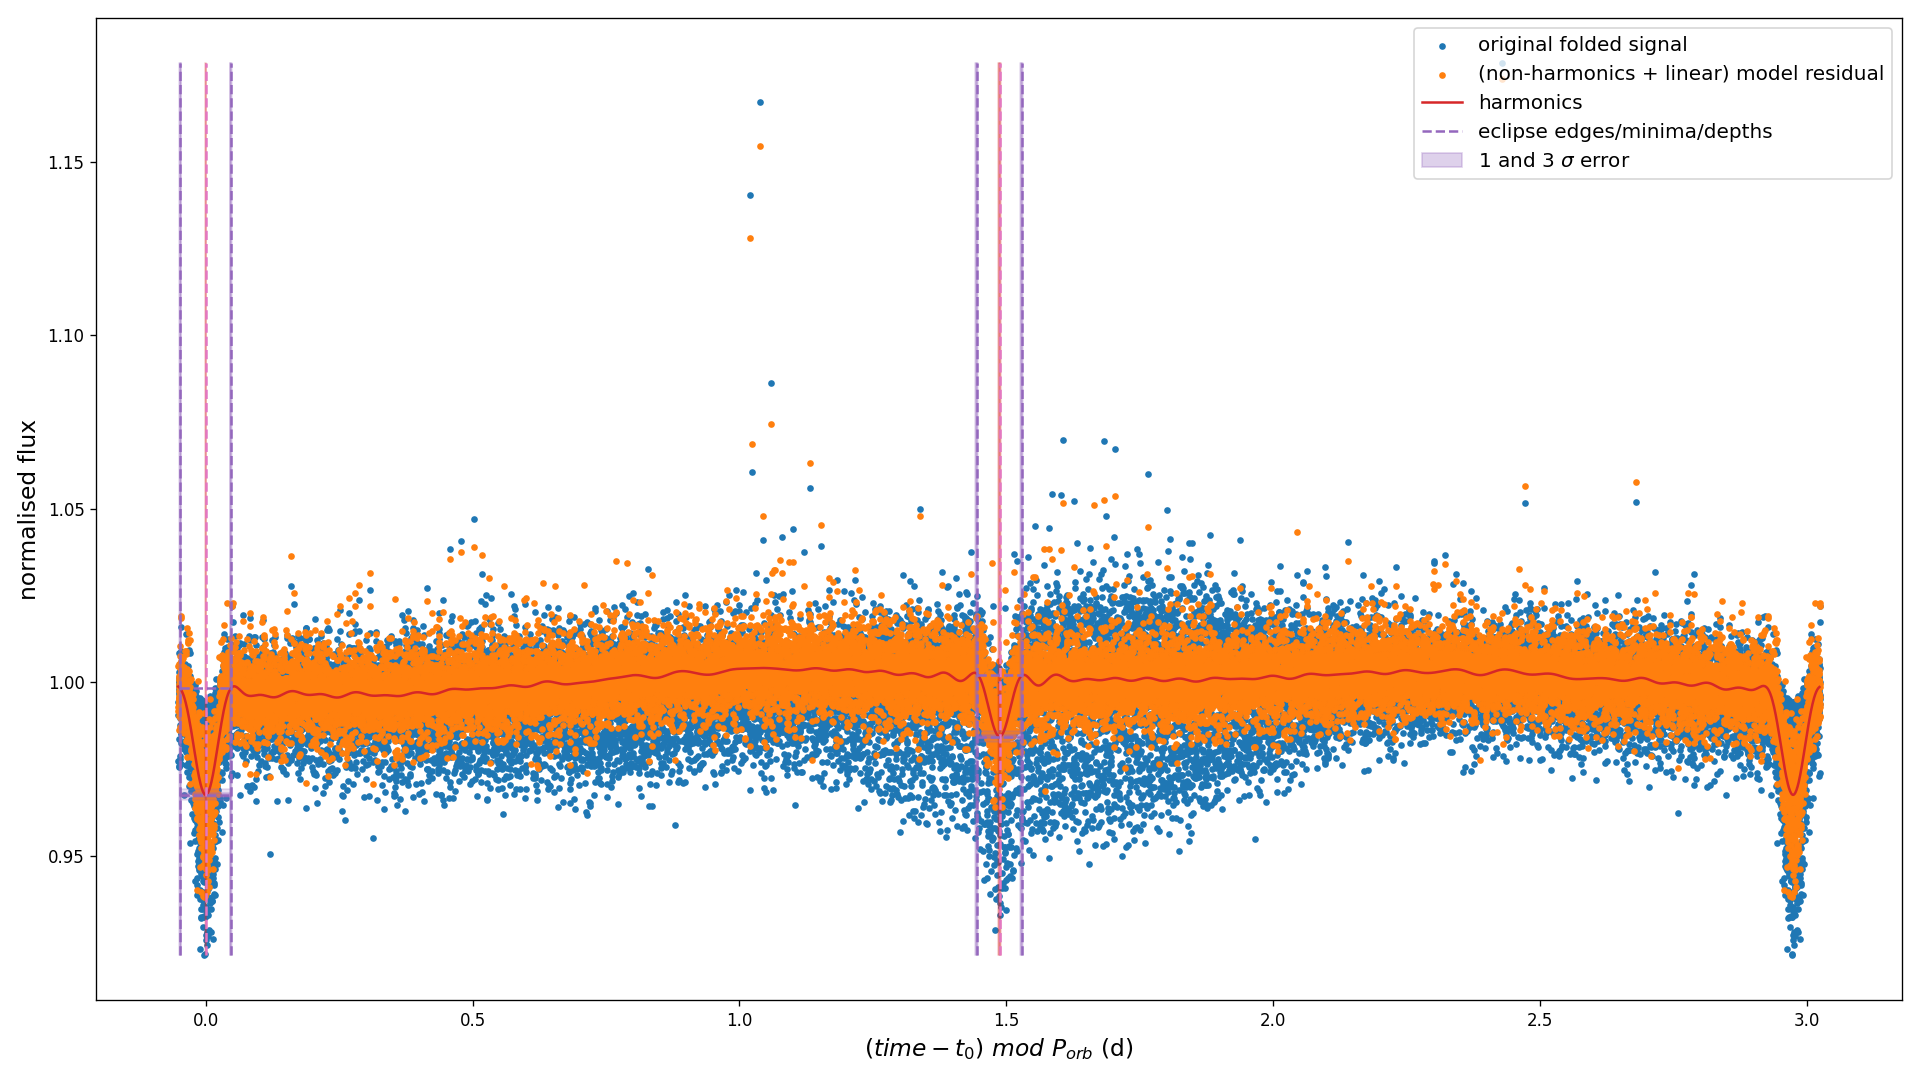 original folded signal
(non-harmonics + linear) model residual
harmonics
eclipse edges/minima/depths
1 and 3 σ error
normalised flux
1.15
1.10
1.05
1.00
0.95
0.0 0.5 1.0 1.5 2.0 2.5 3.0
(time − t₀) mod Pₒᵣb (d)